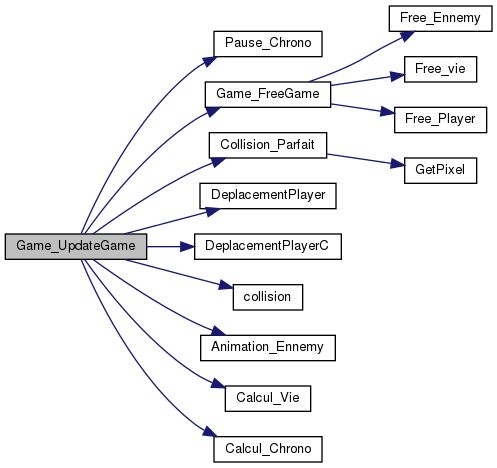 Game_UpdateGame
Pause_Chrono
Game_FreeGame
Free_Ennemy
Free_vie
Free_Player
Collision_Parfait
GetPixel
DeplacementPlayer
DeplacementPlayerC
collision
Animation_Ennemy
Calcul_Vie
Calcul_Chrono